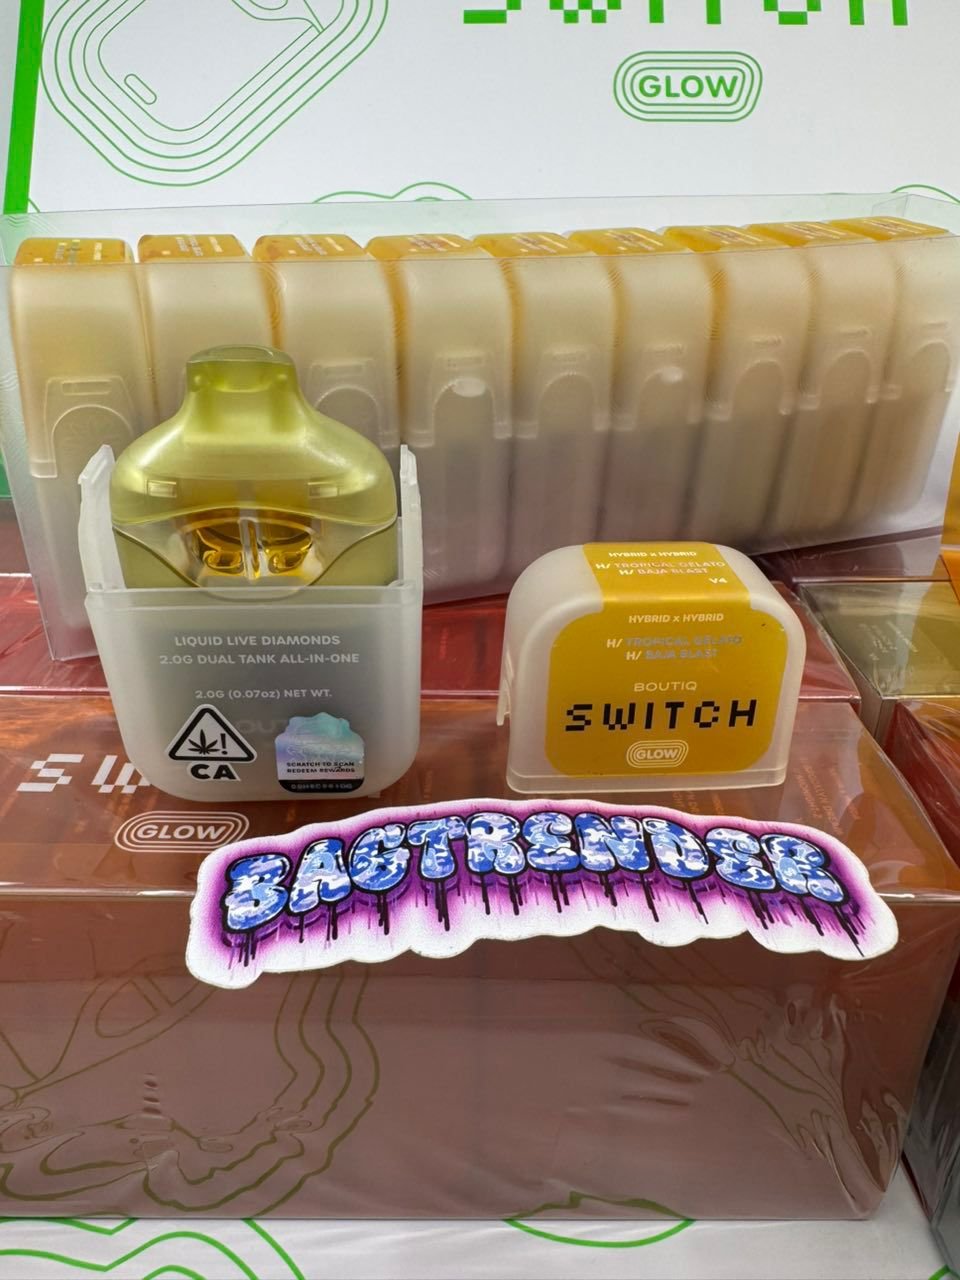 SWITCH
GLOW
LIQUID LIVE DIAMONDS
2.0G DUAL TANK ALL-IN-ONE
2.0G (0.07oz) NET WT.
CA
SCRATCH TO SCAN
REDEEM REWARDS
HYBRID x HYBRID
H/ TROPICAL GELATO
H/ BAJA BLAST
V4
HYBRID x HYBRID
H/ TROPICAL GELATO
H/ BAJA BLAST
BOUTIQ
SWITCH
GLOW
GLOW
BAGTRENDER